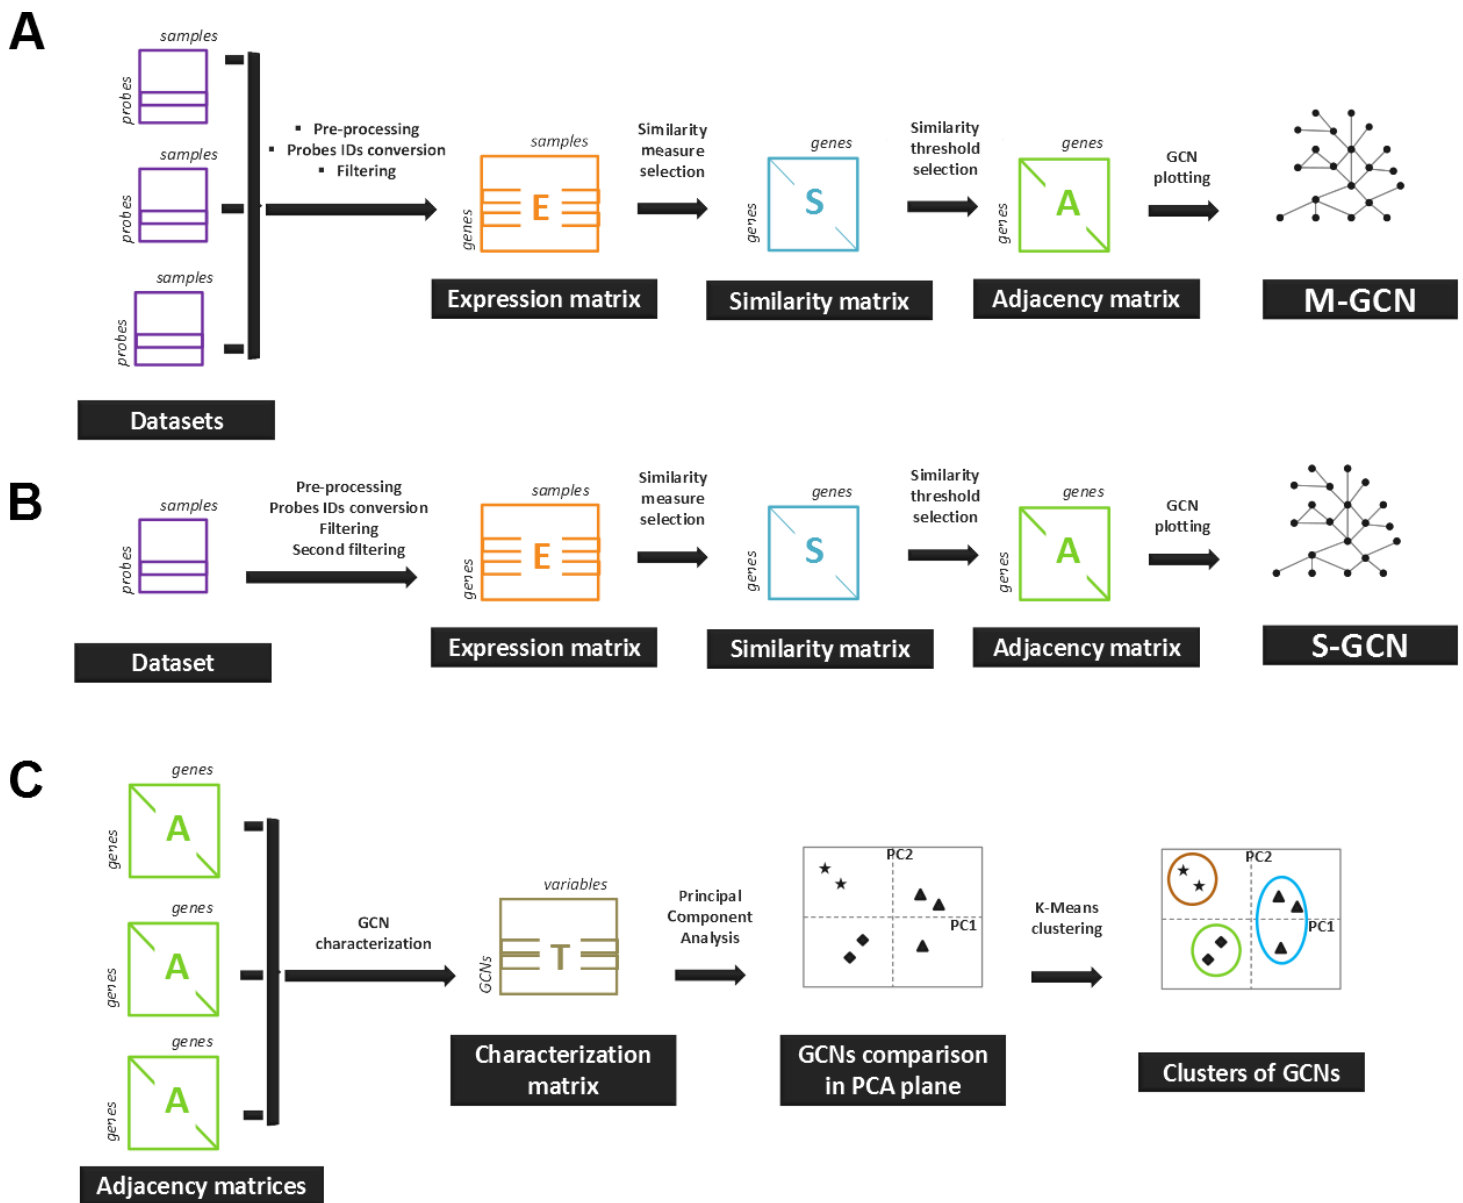 A
samples
probes
samples
probes
samples
probes
Datasets
▪ Pre-processing
▪ Probes IDs conversion
▪ Filtering
samples
genes
E
Expression matrix
Similarity
measure
selection
genes
genes
S
Similarity matrix
Similarity
threshold
selection
genes
genes
A
Adjacency matrix
GCN
plotting
M-GCN
B
samples
probes
Dataset
Pre-processing
Probes IDs conversion
Filtering
Second filtering
samples
genes
E
Expression matrix
Similarity
measure
selection
genes
genes
S
Similarity matrix
Similarity
threshold
selection
genes
genes
A
Adjacency matrix
GCN
plotting
S-GCN
C
genes
genes
A
genes
genes
A
genes
genes
A
Adjacency matrices
GCN
characterization
variables
GCNs
T
Characterization
matrix
Principal
Component
Analysis
PC2
PC1
GCNs comparison
in PCA plane
K-Means
clustering
PC2
PC1
Clusters of GCNs